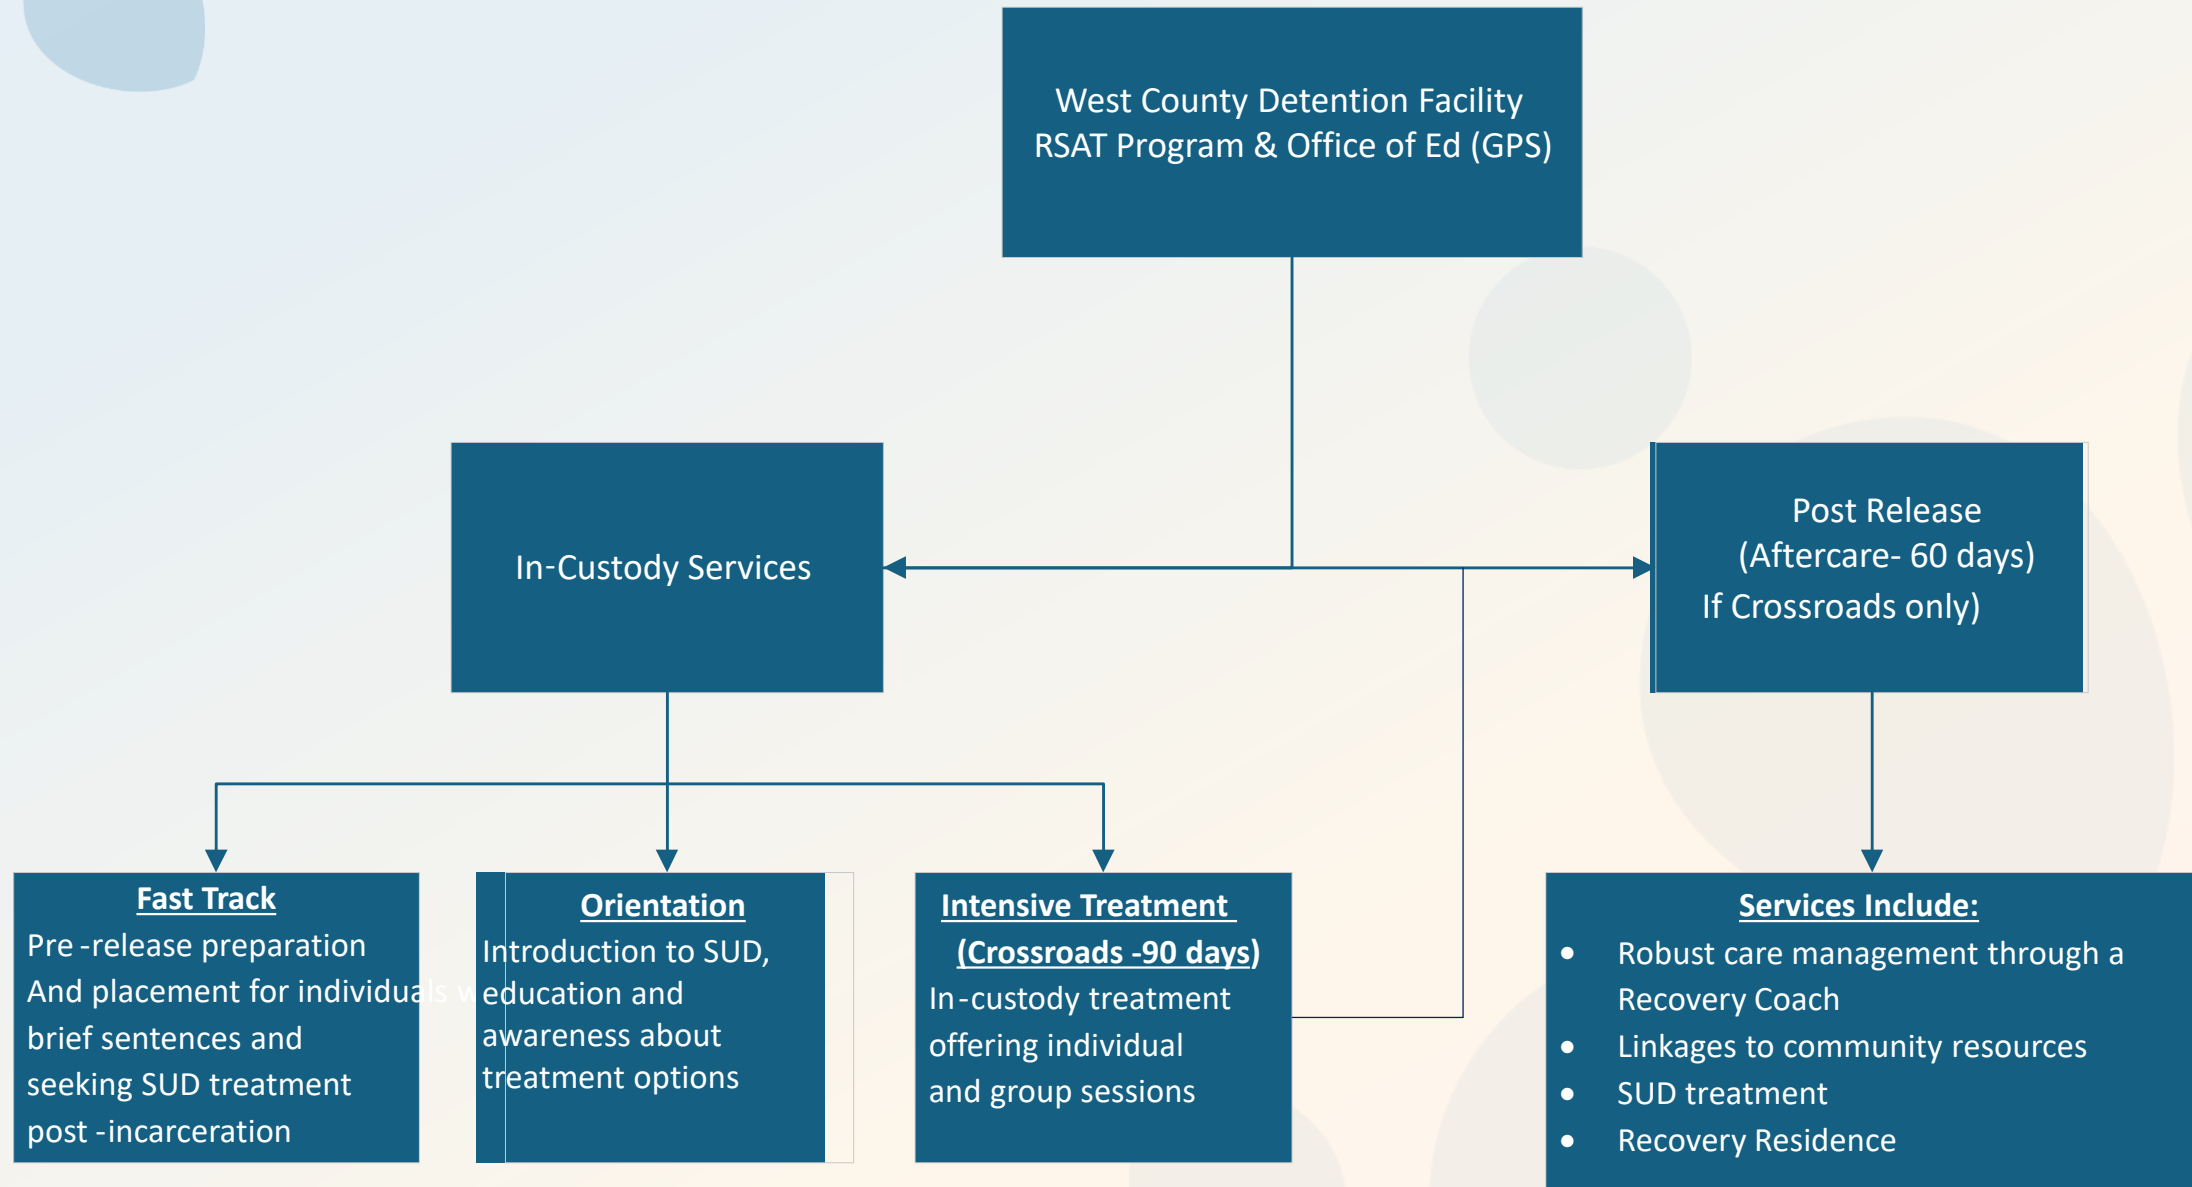 West County Detention Facility
RSAT Program & Office of Ed (GPS)
In-Custody Services
Post Release
(Aftercare- 60 days)
If Crossroads only)
Fast Track
Pre-release preparation
And placement for individuals
brief sentences and
seeking SUD treatment
post-incarceration
Orientation
Introduction to SUD,
education and
awareness about
treatment options
Intensive Treatment
(Crossroads -90 days)
In-custody treatment
offering individual
and group sessions
Services Include:
• Robust care management through a
Recovery Coach
• Linkages to community resources
• SUD treatment
• Recovery Residence